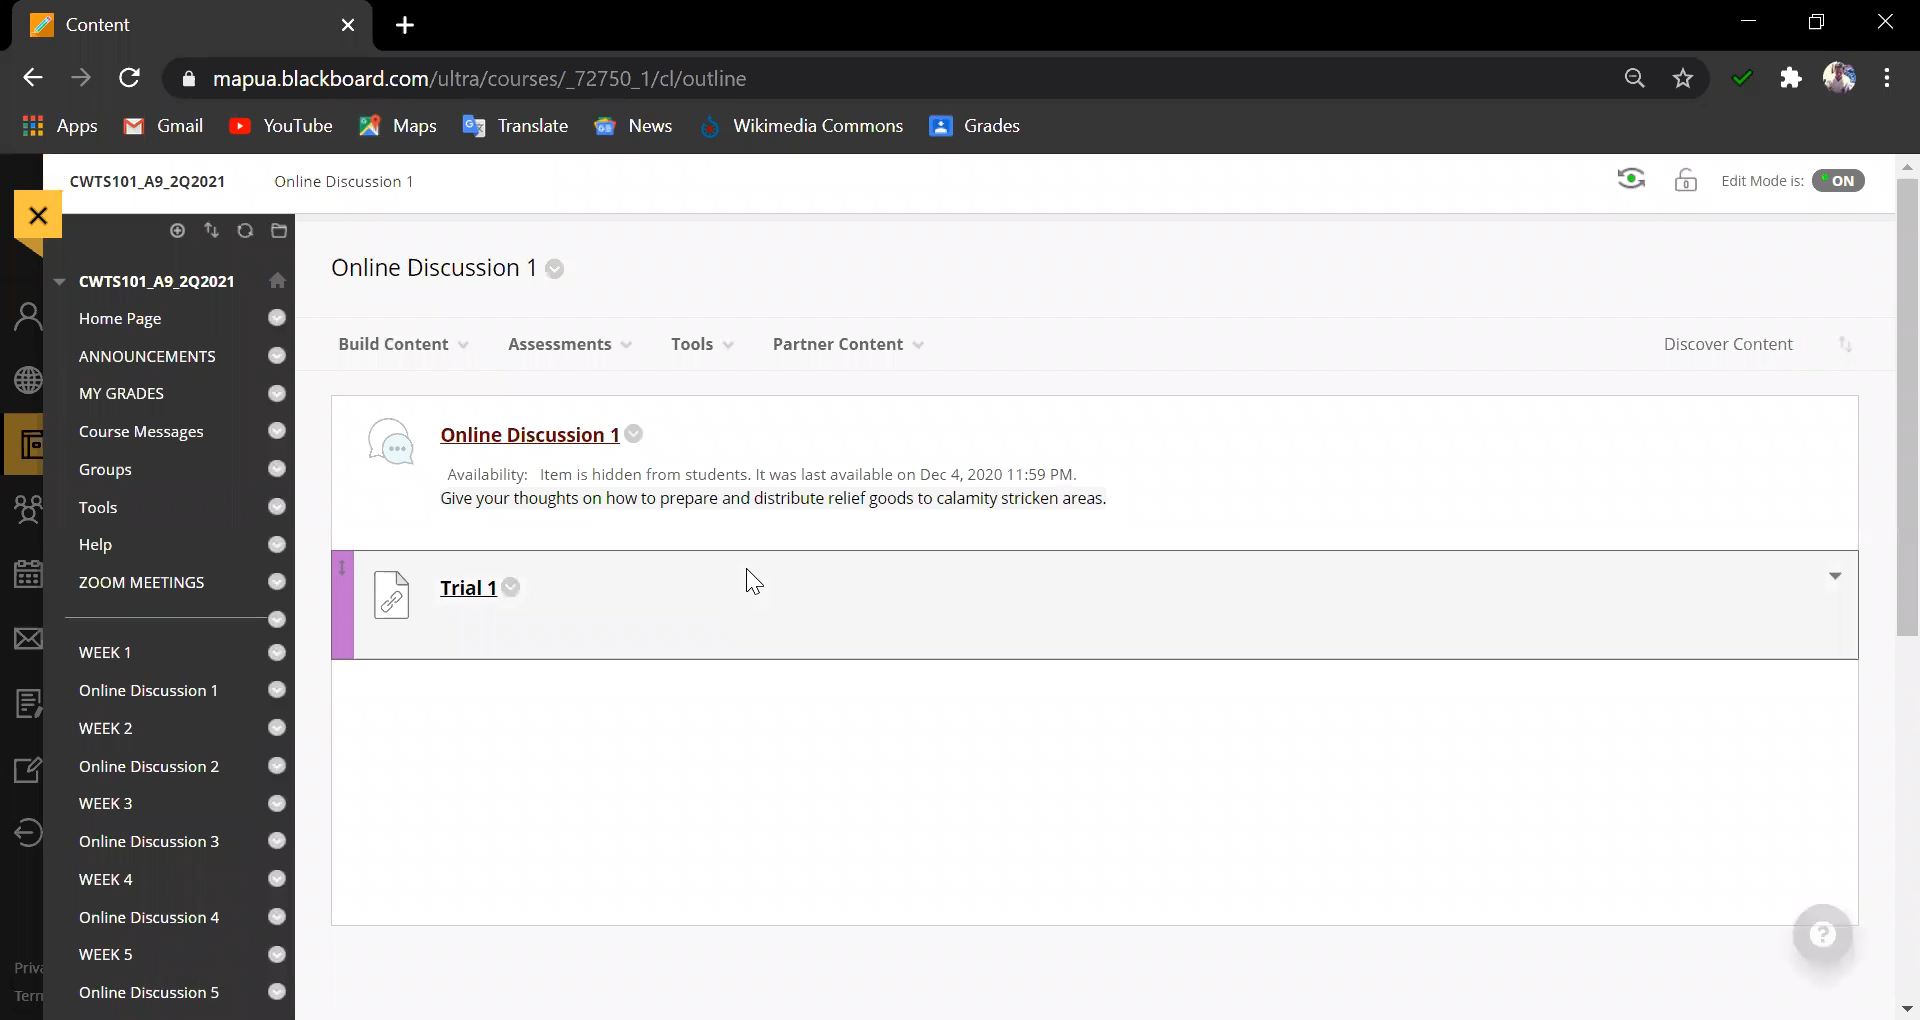 Content
mapua.blackboard.com/ultra/courses/_72750_1/cl/outline
Apps Gmail YouTube Maps Translate News Wikimedia Commons Grades
CWTS101_A9_2Q2021 Online Discussion 1 Edit Mode is: ON
CWTS101_A9_2Q2021
Home Page
ANNOUNCEMENTS
MY GRADES
Course Messages
Groups
Tools
Help
ZOOM MEETINGS
WEEK 1
Online Discussion 1
WEEK 2
Online Discussion 2
WEEK 3
Online Discussion 3
WEEK 4
Online Discussion 4
WEEK 5
Online Discussion 5
Online Discussion 1
Build Content Assessments Tools Partner Content Discover Content
Online Discussion 1
Availability: Item is hidden from students. It was last available on Dec 4, 2020 11:59 PM.
Give your thoughts on how to prepare and distribute relief goods to calamity stricken areas.
Trial 1